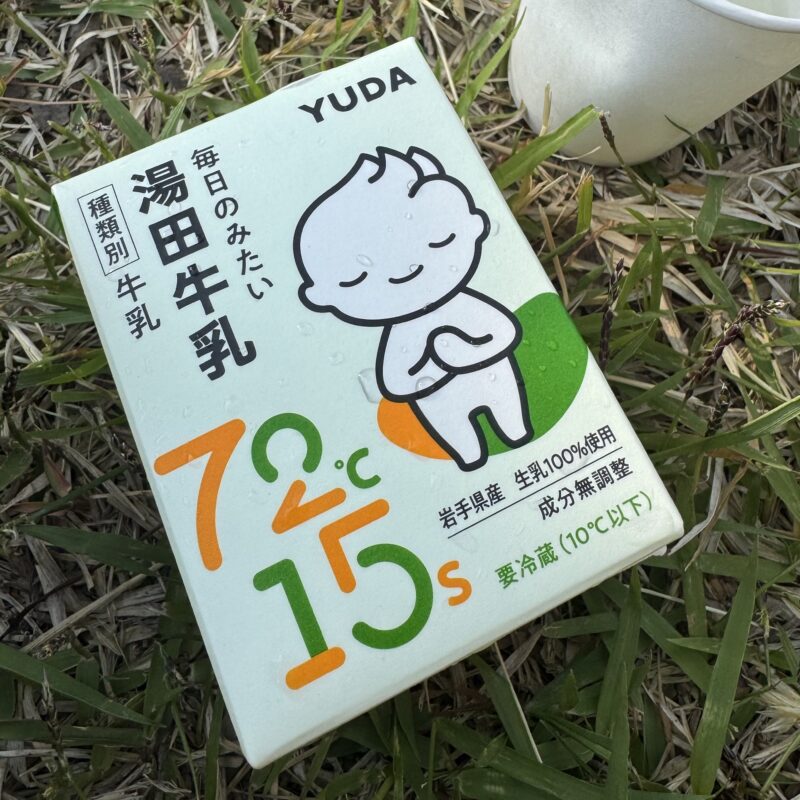 YUDA
毎日のみたい
湯田牛乳
種類別 牛乳
72℃
15s
岩手県産 生乳100%使用
成分無調整
要冷蔵(10℃以下)